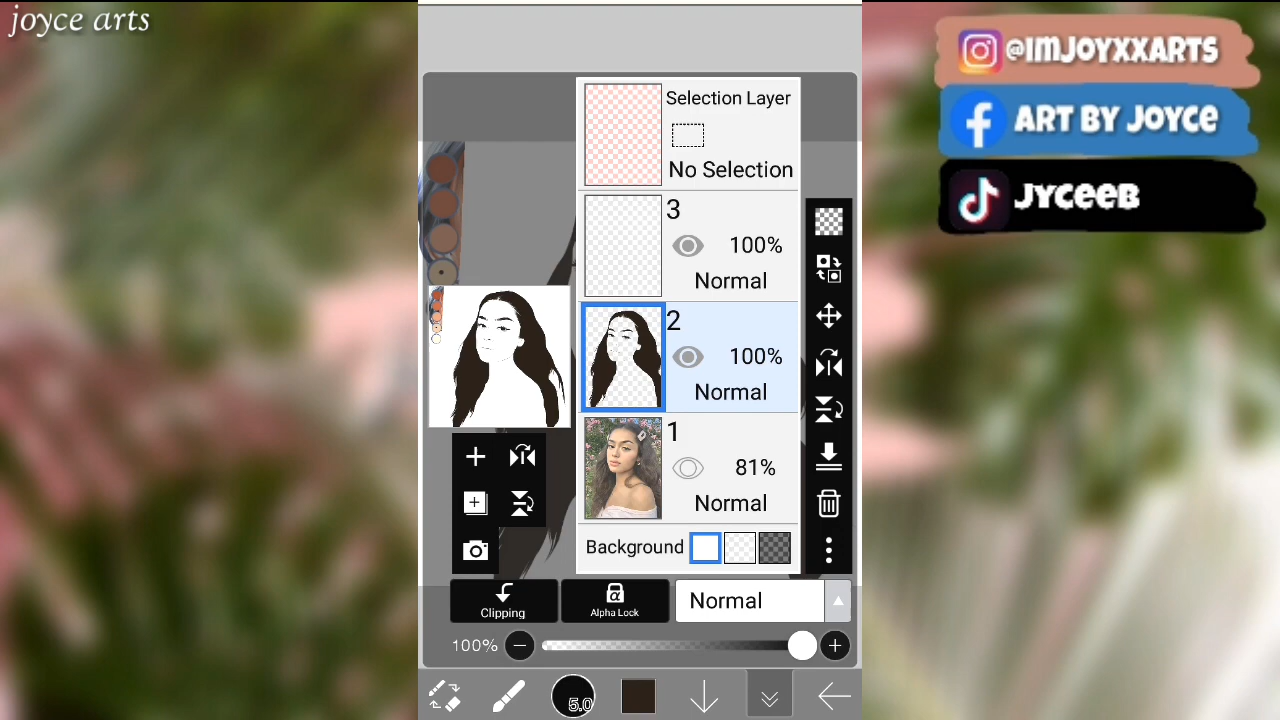 joyce arts
@IMJOYXXARTS
ART BY JOYCE
JYCEEB
Selection Layer
No Selection
3
100%
Normal
2
100%
Normal
1
81%
Normal
Background
Clipping
α
Alpha Lock
Normal
100%
5.0